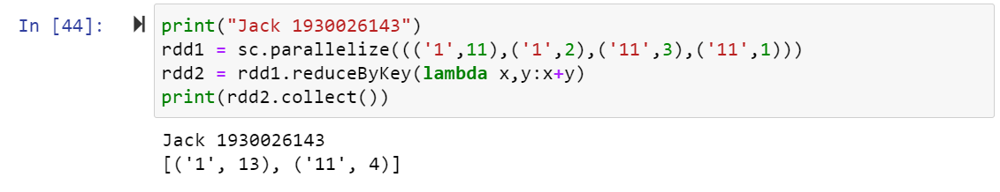 In [44]:
print("Jack 1930026143")
rdd1 = sc.parallelize((('1',11),('1',2),('11',3),('11',1)))
rdd2 = rdd1.reduceByKey(lambda x,y:x+y)
print(rdd2.collect())
Jack 1930026143
[('1', 13), ('11', 4)]